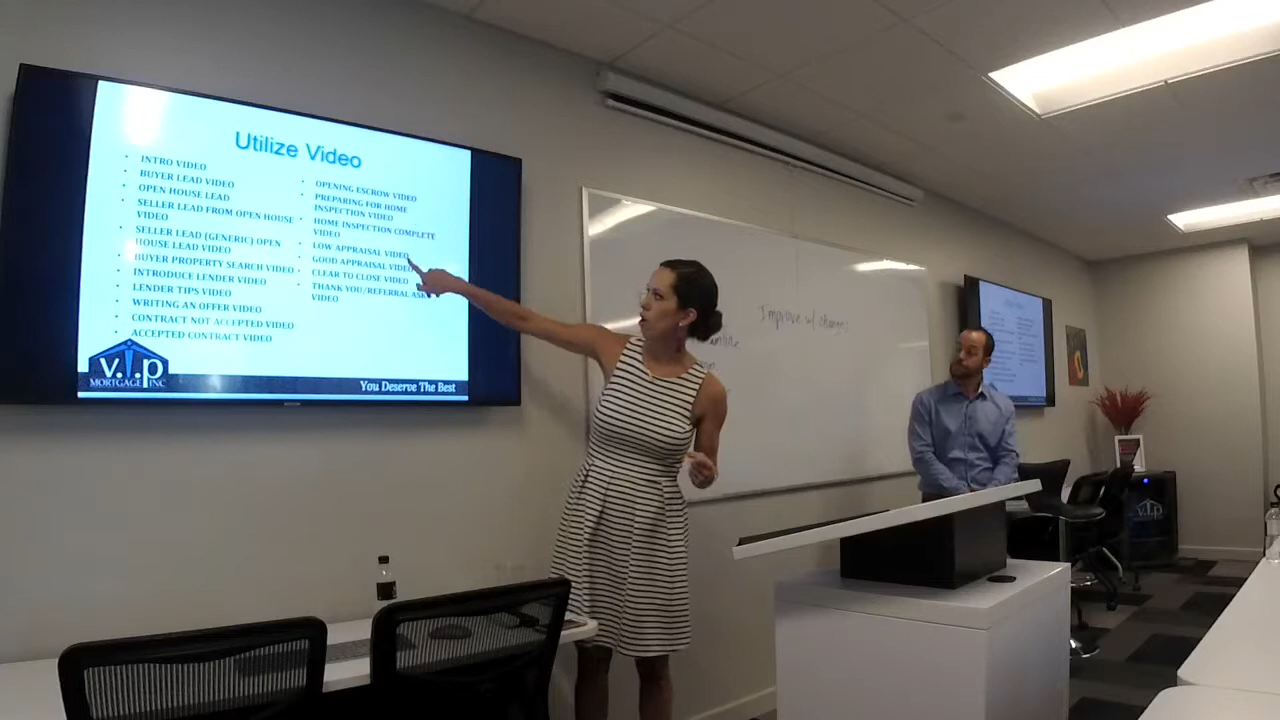 Utilize Video
• INTRO VIDEO
• BUYER LEAD VIDEO
• OPEN HOUSE LEAD
• SELLER LEAD FROM OPEN HOUSE
VIDEO
• SELLER LEAD (GENERIC) OPEN
HOUSE LEAD VIDEO
• BUYER PROPERTY SEARCH VIDEO
• INTRODUCE LENDER VIDEO
• LENDER TIPS VIDEO
• WRITING AN OFFER VIDEO
• CONTRACT NOT ACCEPTED VIDEO
• ACCEPTED CONTRACT VIDEO
• OPENING ESCROW VIDEO
• PREPARING FOR HOME
INSPECTION VIDEO
• HOME INSPECTION COMPLETE
VIDEO
• LOW APPRAISAL VIDEO
• GOOD APPRAISAL VIDEO
• CLEAR TO CLOSE VIDEO
• THANK YOU/REFERRAL ASK
VIDEO
v.i.p
MORTGAGE INC
You Deserve The Best
Improve w/
v.i.p